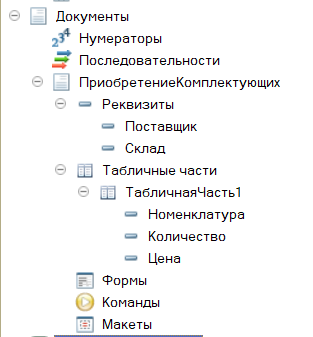 Документы
Нумераторы
Последовательности
ПриобретениеКомплектующих
Реквизиты
Поставщик
Склад
Табличные части
ТабличнаяЧасть1
Номенклатура
Количество
Цена
Формы
Команды
Макеты